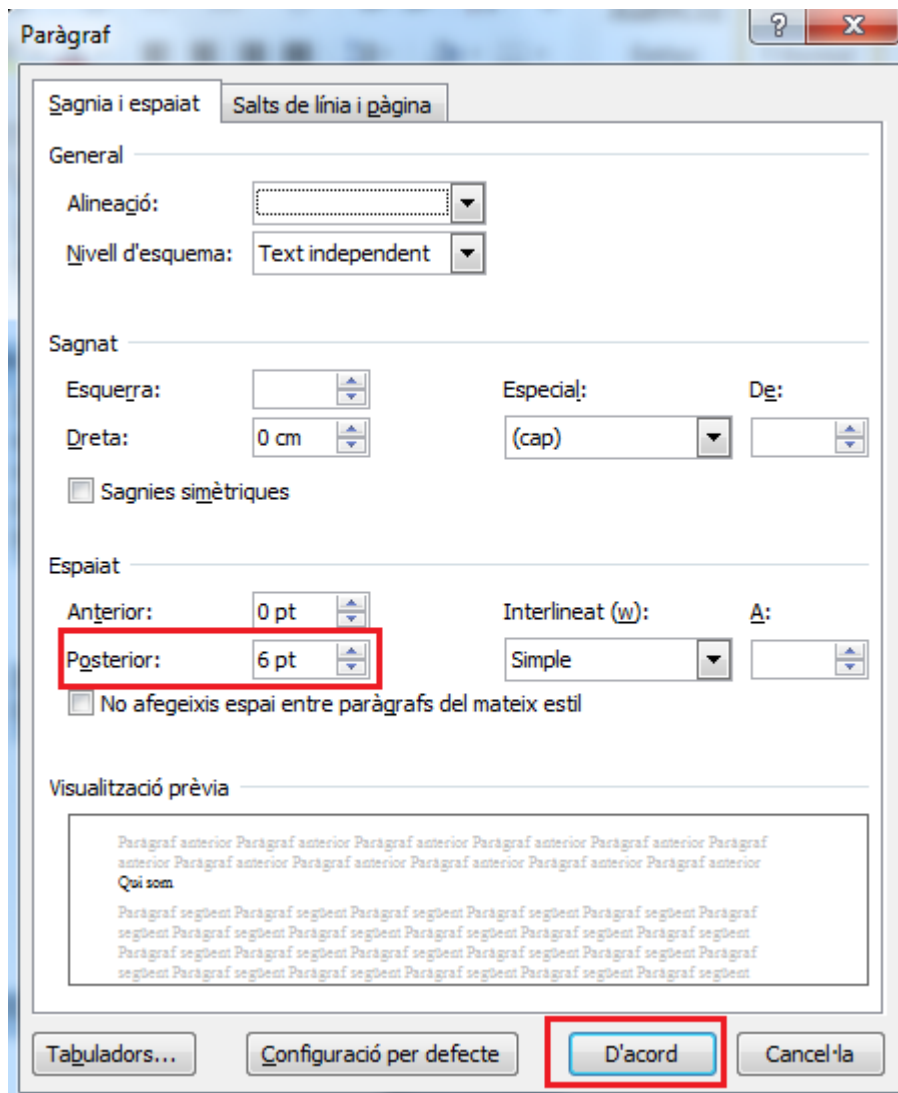 Paràgraf
Sagnia i espaiat
Salts de línia i pàgina
General
Alineació:
Nivell d'esquema: Text independent
Sagnat
Esquerra: Especial: De:
Dreta: 0 cm (cap)
Sagnies simètriques
Espaiat
Anterior: 0 pt Interlineat (w): A:
Posterior: 6 pt Simple
No afegeixis espai entre paràgrafs del mateix estil
Visualització prèvia
Paràgraf anterior Paràgraf anterior Paràgraf anterior Paràgraf anterior Paràgraf anterior Paràgraf
anterior Paràgraf anterior Paràgraf anterior Paràgraf anterior Paràgraf anterior Paràgraf anterior
Qui som
Paràgraf següent Paràgraf següent Paràgraf següent Paràgraf següent Paràgraf següent Paràgraf
següent Paràgraf següent Paràgraf següent Paràgraf següent Paràgraf següent Paràgraf següent
Paràgraf següent Paràgraf següent Paràgraf següent Paràgraf següent Paràgraf següent Paràgraf
següent Paràgraf següent Paràgraf següent Paràgraf següent Paràgraf següent Paràgraf següent
Tabuladors... Configuració per defecte D'acord Cancel·la